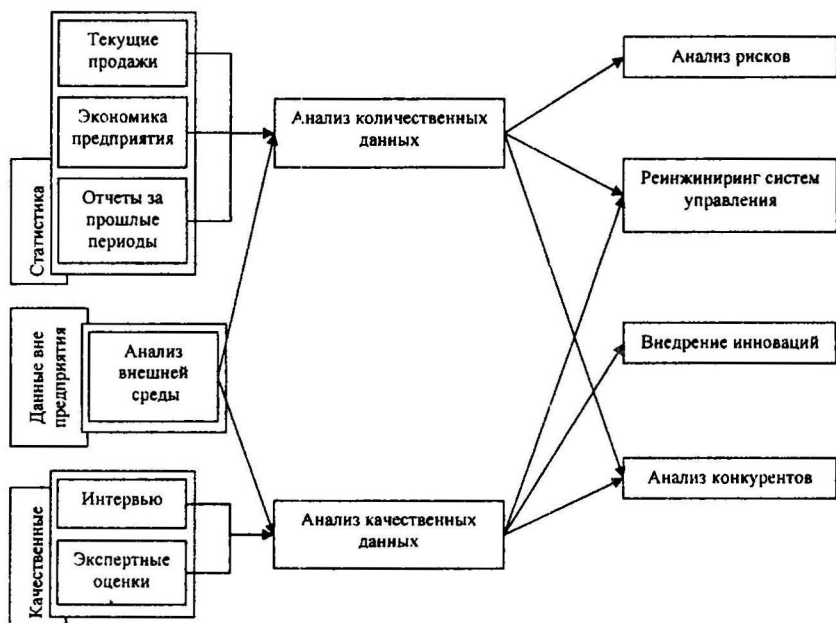 Текущие
продажи
Экономика
предприятия
Отчеты за
прошлые
периоды
Статистика
Анализ
внешней
среды
Данные вне
предприятия
Интервью
Экспертные
оценки
Качественные
Анализ количественных
данных
Анализ качественных
данных
Анализ рисков
Реинжиниринг систем
управления
Внедрение инноваций
Анализ конкурентов